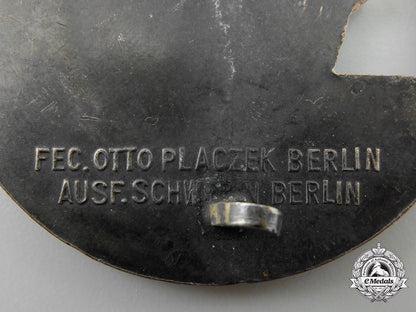 FEC. OTTO PLACZEK BERLIN
AUSF. BERLIN
eMedals